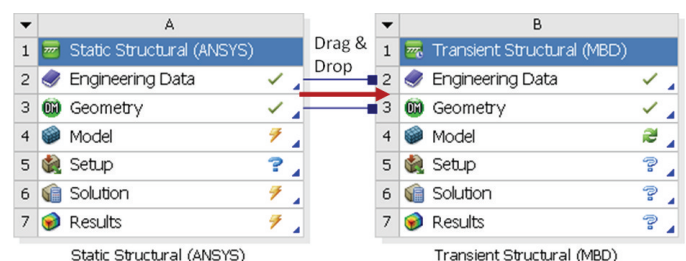 A
1 Static Structural (ANSYS)
2 Engineering Data
3 Geometry
4 Model
5 Setup
6 Solution
7 Results
Static Structural (ANSYS)
Drag &
Drop
B
1 Transient Structural (MBD)
2 Engineering Data
3 DM Geometry
4 Model
5 Setup
6 Solution
7 Results
Transient Structural (MBD)